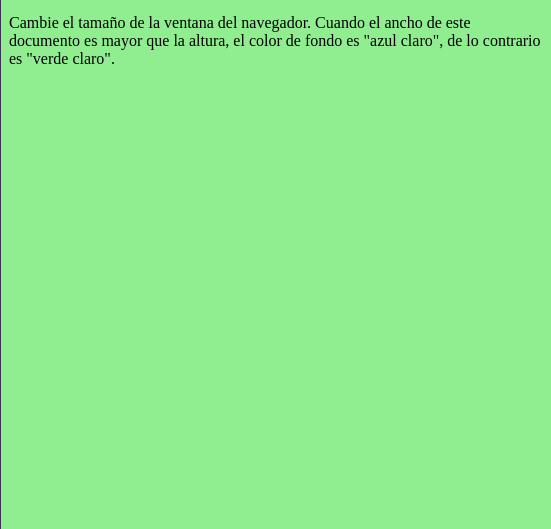 Cambie el tamaño de la ventana del navegador. Cuando el ancho de este
documento es mayor que la altura, el color de fondo es "azul claro", de lo contrario
es "verde claro".